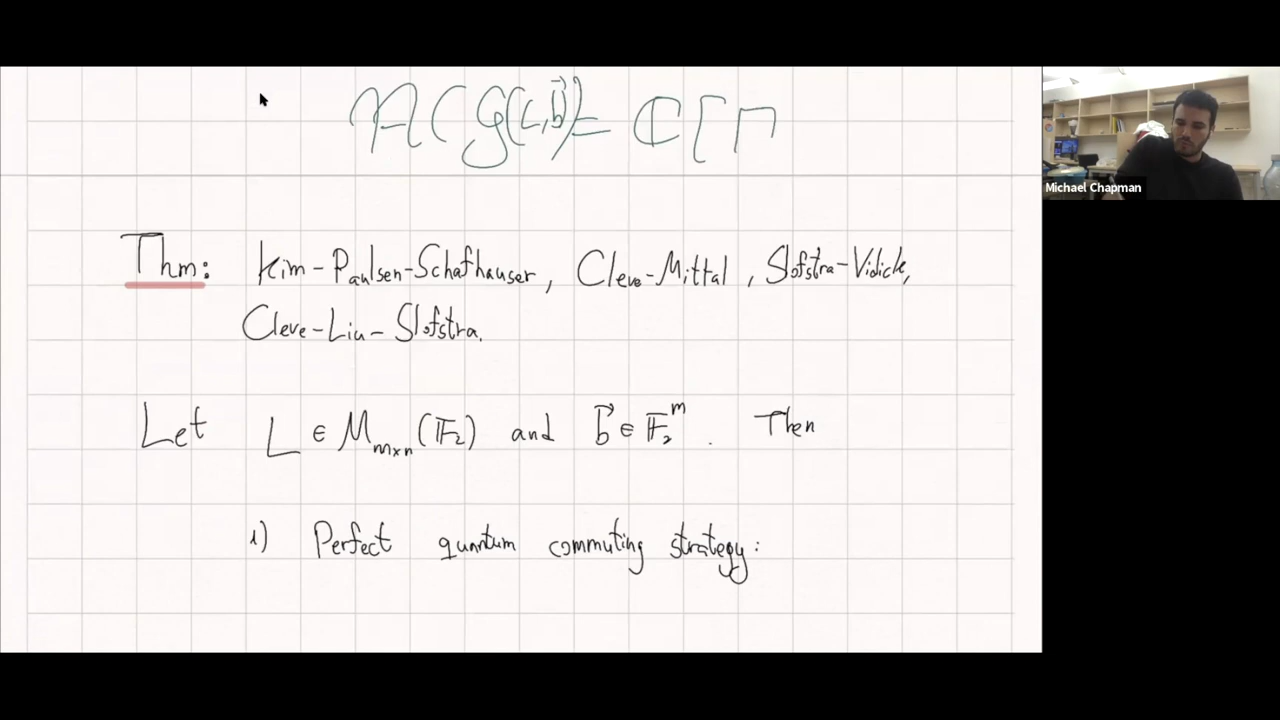 A(G(L,b⃗)) = ℂ[Γ
Michael Chapman
Thm: Kim-Paulsen-Schafhauser, Cleve-Mittal, Slofstra-Vidick,
Cleve-Liu-Slofstra.
Let L ∈ M_{m×n}(𝔽₂) and b⃗ ∈ 𝔽₂^m. Then
1) Perfect quantum commuting strategy: